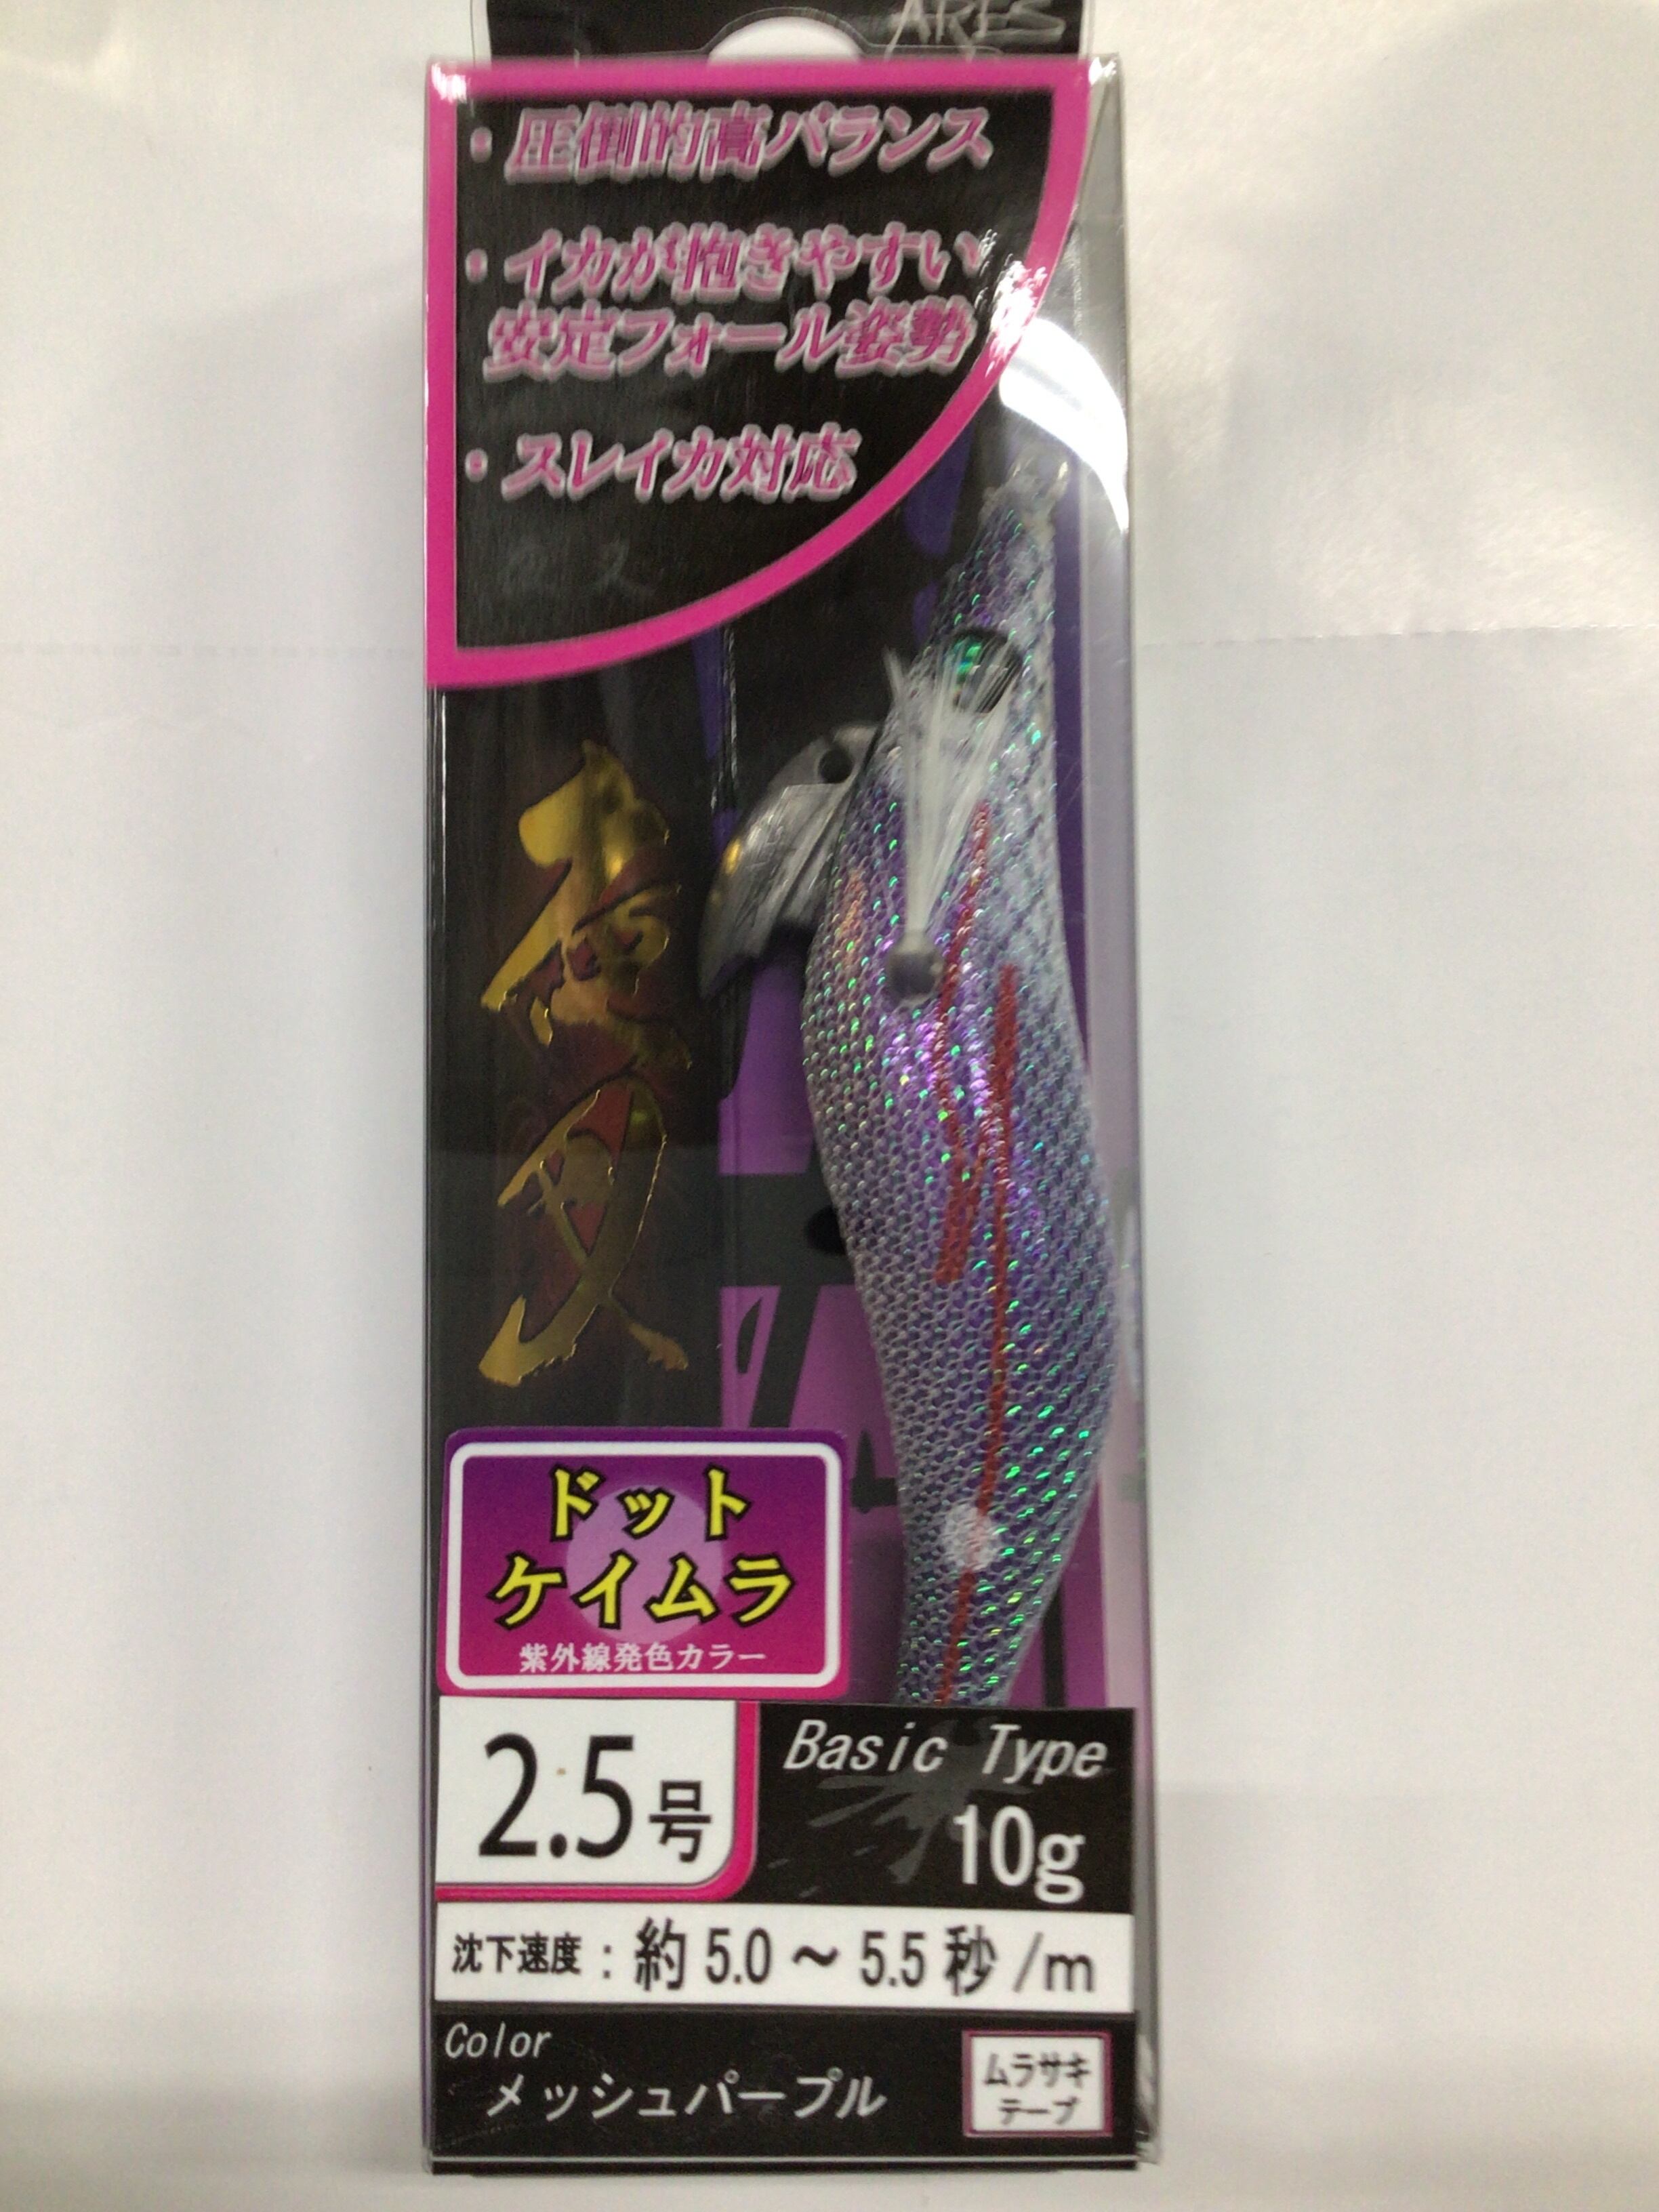 ARES
・圧倒的高バランス
・イカが抱きやすい
安定フォール姿勢
・スレイカ対応
夜叉
ドット
ケイムラ
紫外線発色カラー
2.5号
Basic Type
10g
沈下速度：約5.0～5.5秒/m
Color
メッシュパープル
ムラサキ
テープ